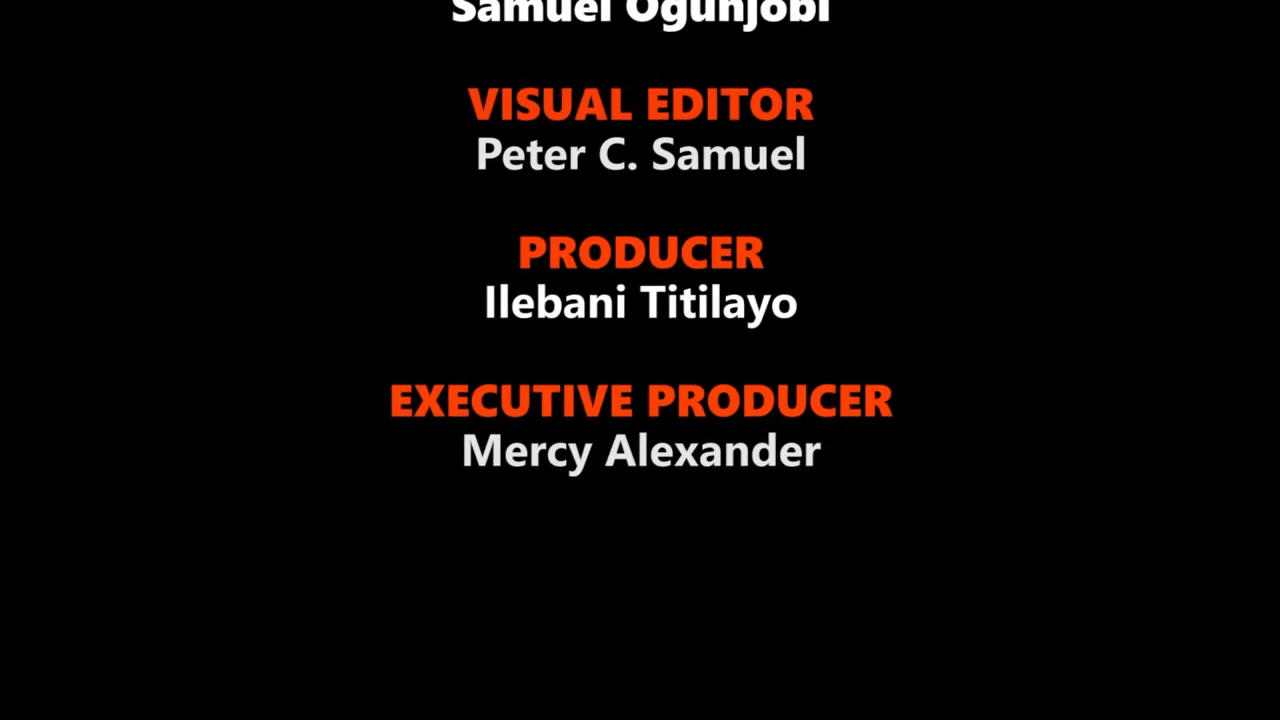 Samuel Ogunjobi
VISUAL EDITOR
Peter C. Samuel
PRODUCER
Ilebani Titilayo
EXECUTIVE PRODUCER
Mercy Alexander